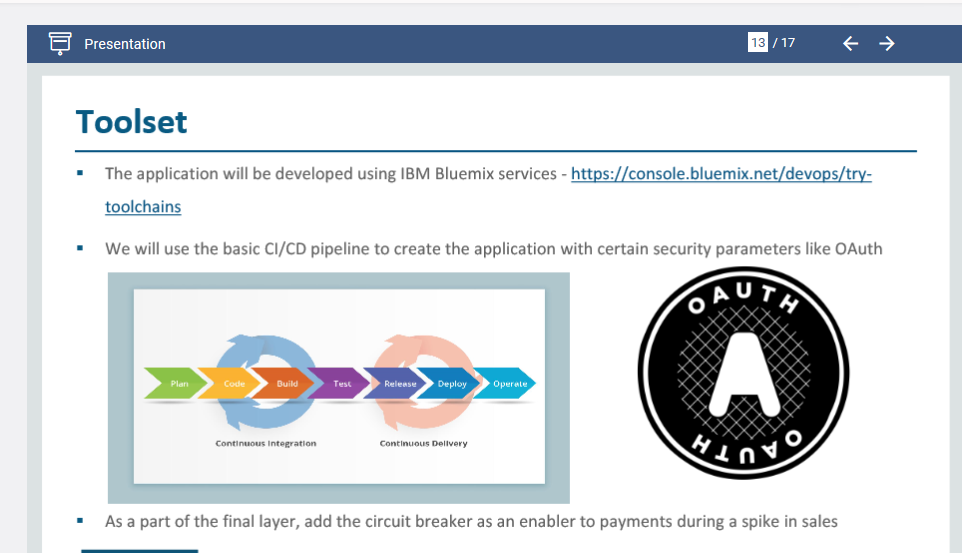 Presentation
13 / 17
Toolset
The application will be developed using IBM Bluemix services - https://console.bluemix.net/devops/try-
toolchains
We will use the basic CI/CD pipeline to create the application with certain security parameters like OAuth
OAUTH
Plan Code Build Test Release Deploy Operate
A
Continuous Integration Continuous Delivery
OAUTH
As a part of the final layer, add the circuit breaker as an enabler to payments during a spike in sales